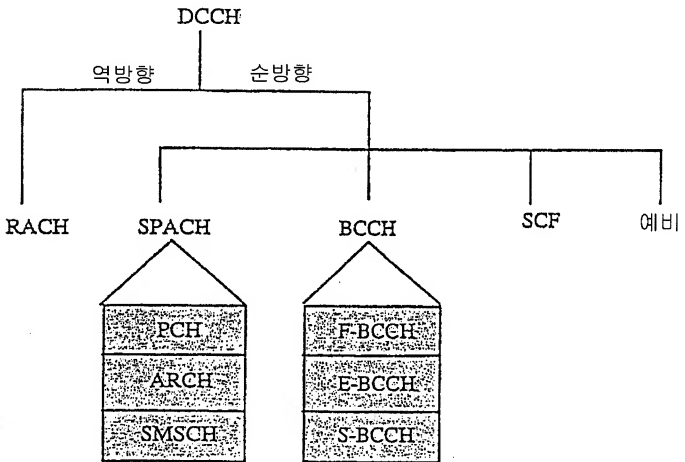 DCCH
역방향 순방향
RACH SPACH BCCH SCF 예비
PCH F-BCCH
ARCH E-BCCH
SMSCH S-BCCH